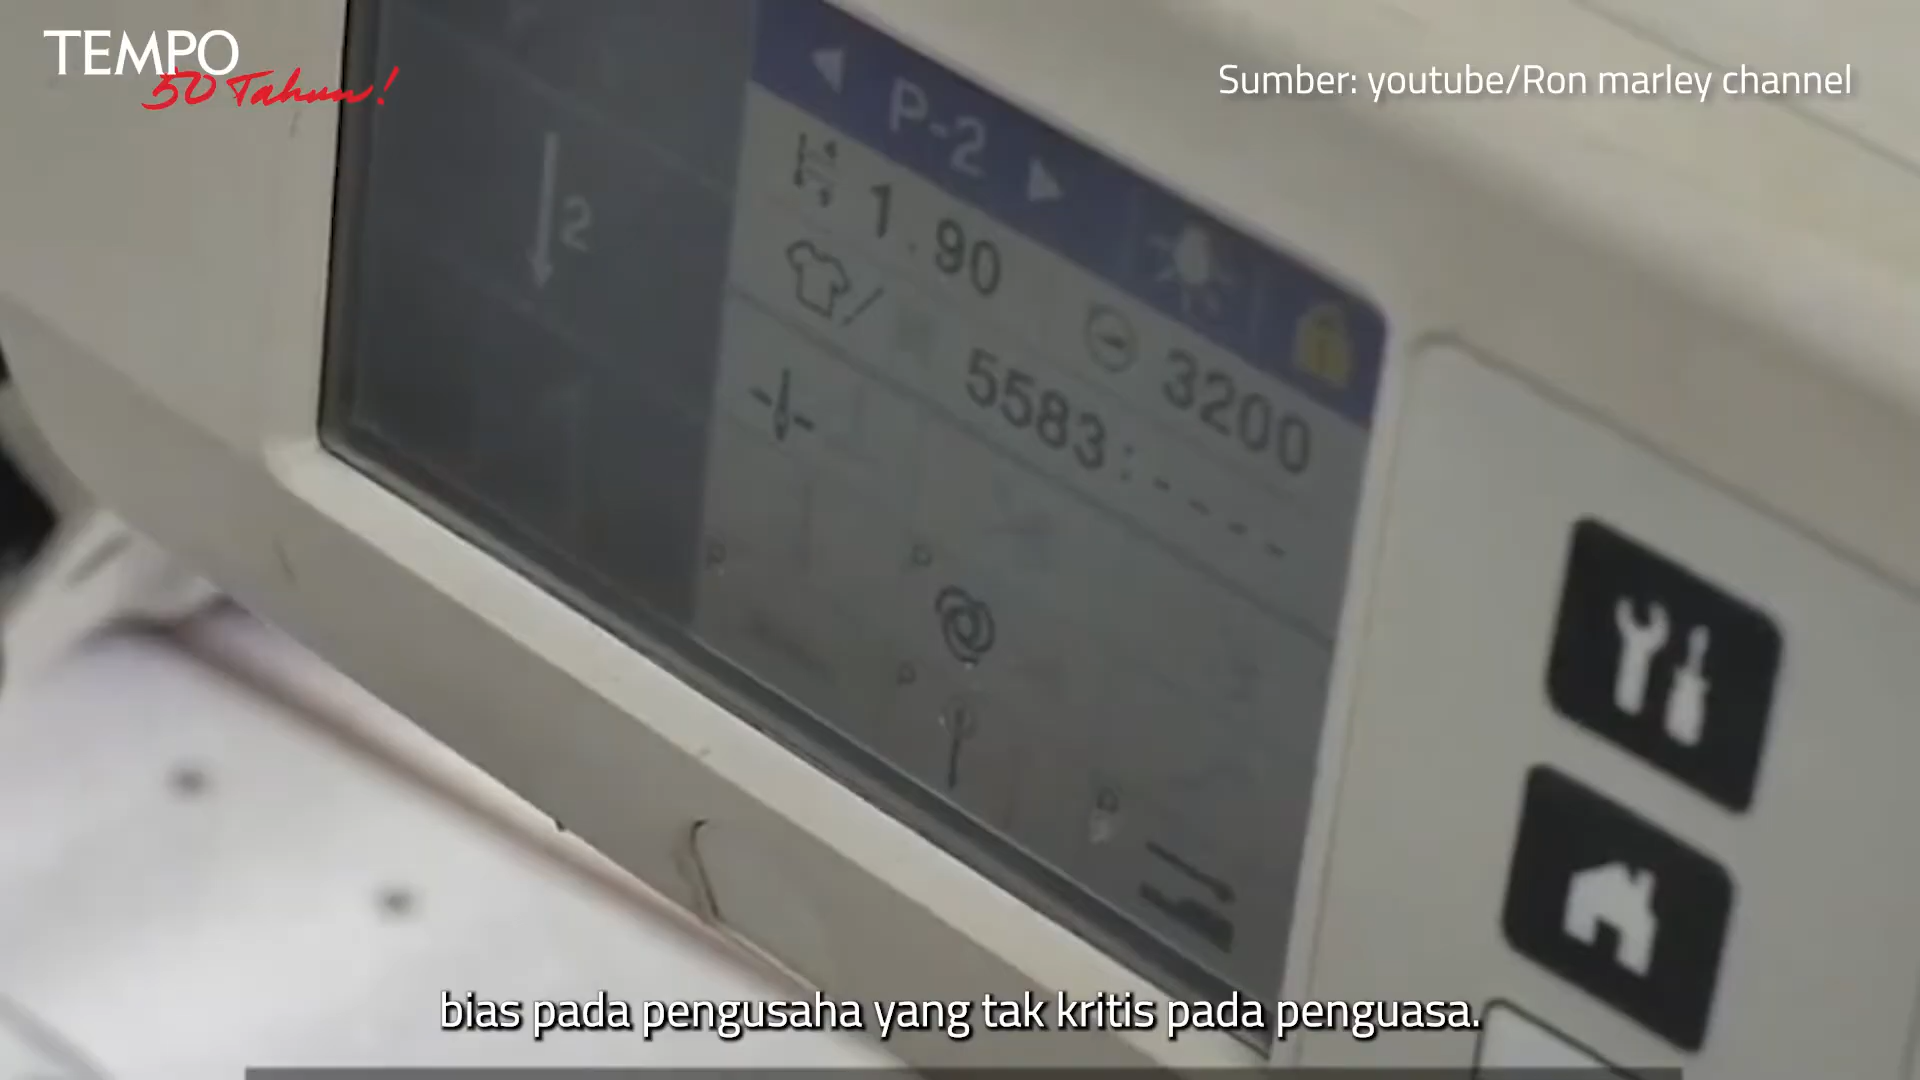 TEMPO
50 Tahun!
Sumber: youtube/Ron marley channel
P-2
2
1.90
3200
5583:----
P
P
P
P
bias pada pengusaha yang tak kritis pada penguasa.